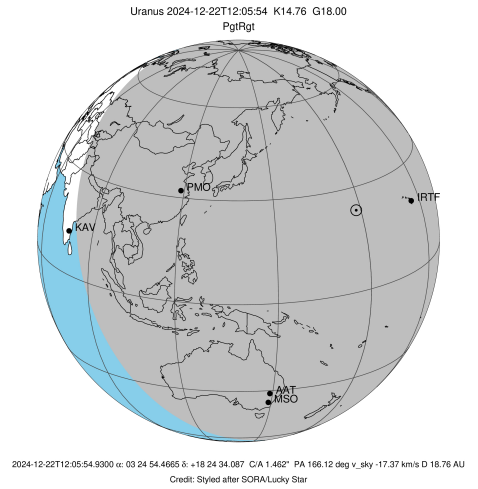 Uranus 2024-12-22T12:05:54 K14.76 G18.00
PgtRgt
PMO
IRTF
KAV
AAT
MSO
2024-12-22T12:05:54.9300 α: 03 24 54.4665 δ: +18 24 34.087 C/A 1.462" PA 166.12 deg v_sky -17.37 km/s D 18.76 AU
Credit: Styled after SORA/Lucky Star